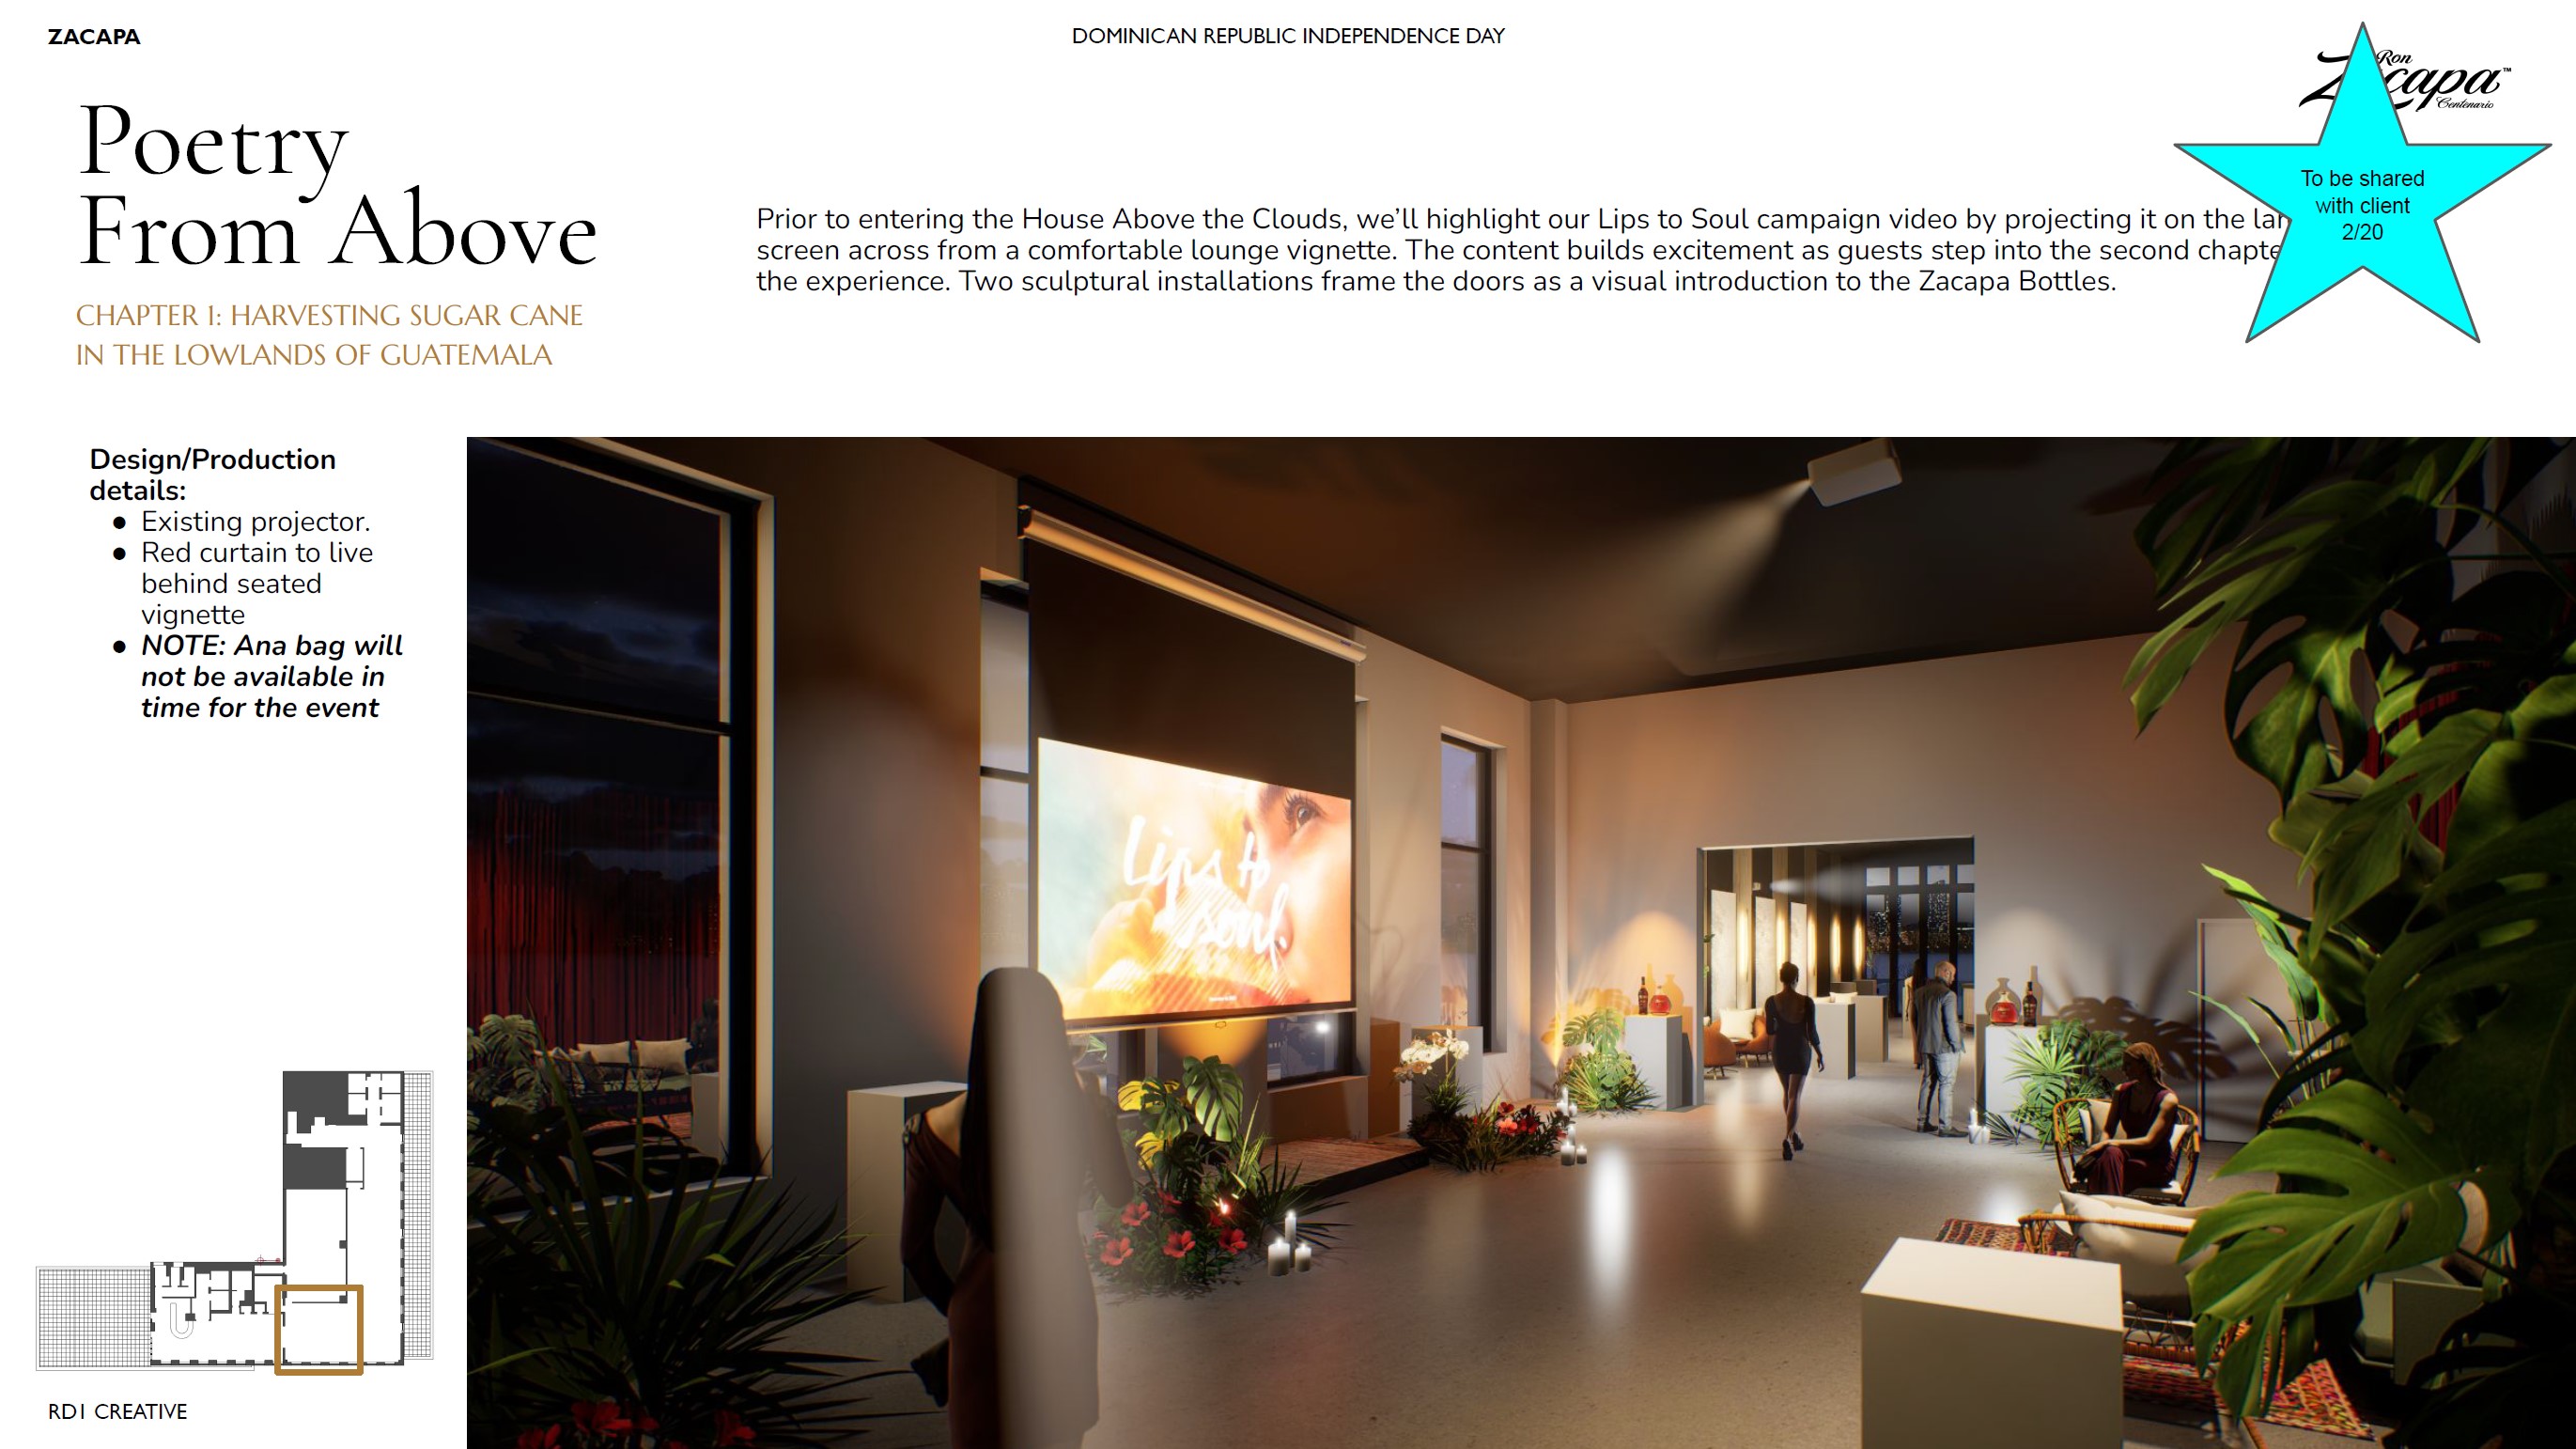 ZACAPA
DOMINICAN REPUBLIC INDEPENDENCE DAY
Ron
Zacapa™
Centenario
To be shared
with client
2/20
Poetry
From Above
CHAPTER 1: HARVESTING SUGAR CANE
IN THE LOWLANDS OF GUATEMALA
Prior to entering the House Above the Clouds, we’ll highlight our Lips to Soul campaign video by projecting it on the
screen across from a comfortable lounge vignette. The content builds excitement as guests step into the second
the experience. Two sculptural installations frame the doors as a visual introduction to the Zacapa Bottles.
Design/Production
details:
● Existing projector.
● Red curtain to live
behind seated
vignette
● NOTE: Ana bag will
not be available in
time for the event
Lips to
soul.
RD1 CREATIVE